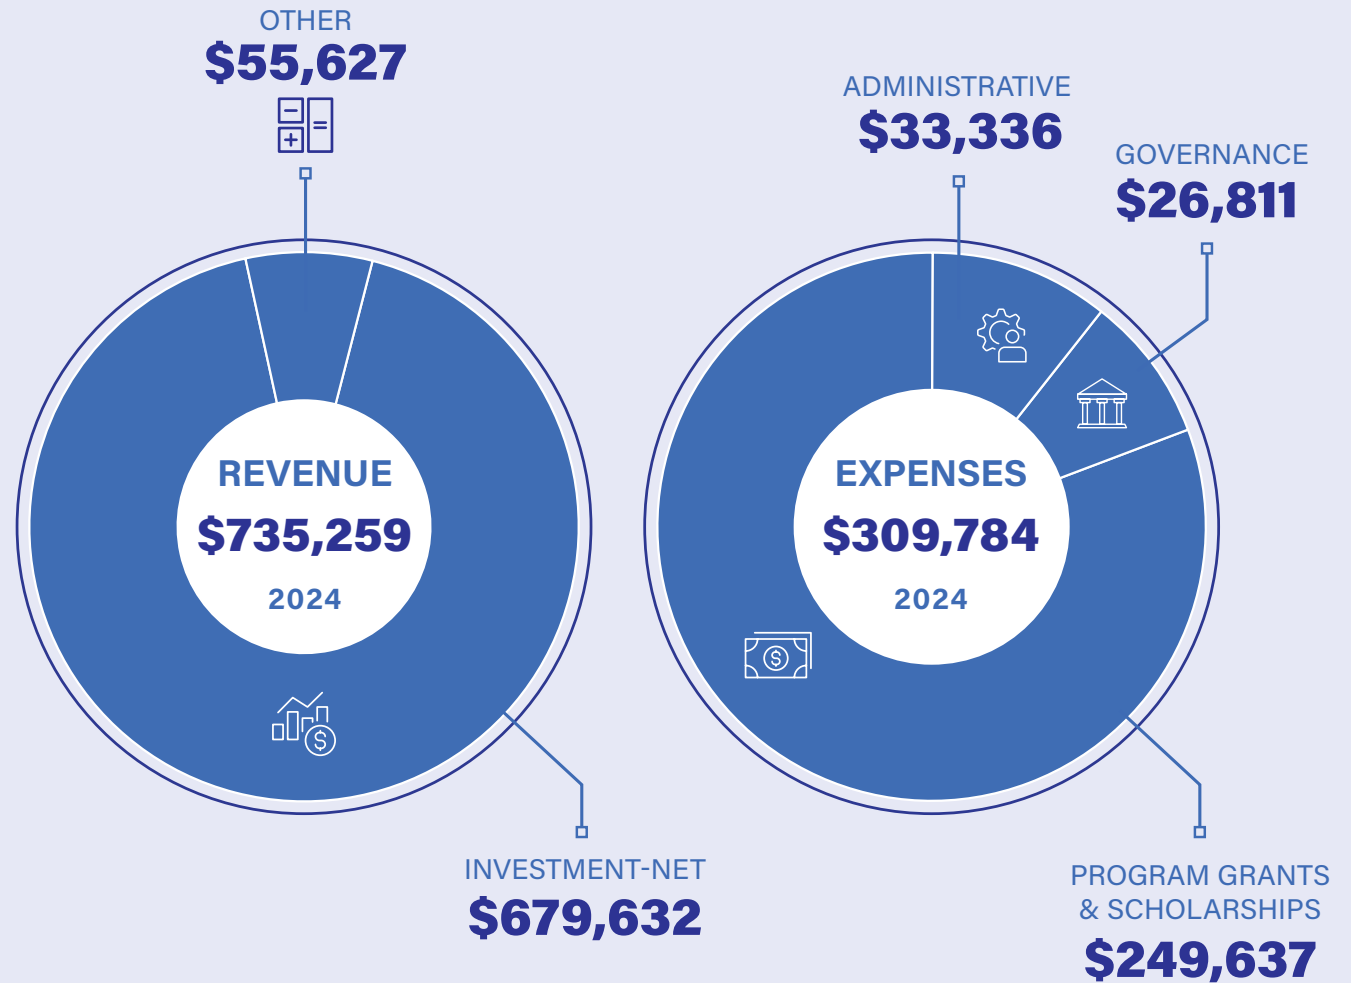 OTHER
$55,627
REVENUE
$735,259
2024
INVESTMENT-NET
$679,632
ADMINISTRATIVE
$33,336
GOVERNANCE
$26,811
EXPENSES
$309,784
2024
PROGRAM GRANTS
& SCHOLARSHIPS
$249,637